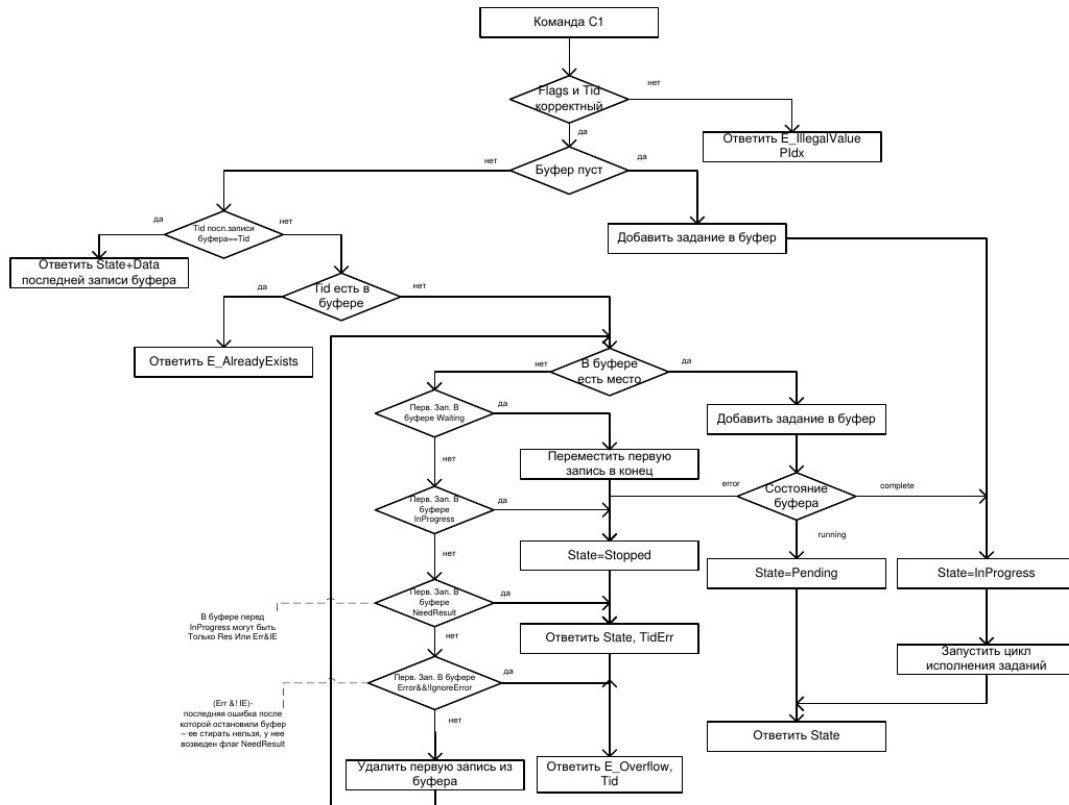 Команда C1
нет
Flags и Tid
корректный
да
Ответить E_IllegalValue
PIdx
нет
Буфер пуст
да
да
Tid посл.записи
буфера==Tid
нет
Добавить задание в буфер
Ответить State+Data
последней записи буфера
да
Tid есть в
буфере
нет
Ответить E_AlreadyExists
нет
В буфере
есть место
да
Перв. Зап. В
буфере Waiting
да
Добавить задание в буфер
нет
Переместить первую
запись в конец
Перв. Зап. В
буфере
InProgress
да
error
Состояние
буфера
complete
running
нет
State=Stopped
State=Pending
State=InProgress
Перв. Зап. В
буфере
NeedResult
да
В буфере перед
InProgress могут быть
Только Res Или Err&IE
нет
Ответить State, TidErr
Запустить цикл
исполнения заданий
Перв. Зап. В буфере
Error&&!IgnoreError
да
(Err &! IE)-
последняя ошибка после
которой остановили буфер
– ее стирать нельзя, у нее
возведен флаг NeedResult
нет
Ответить State
Удалить первую запись из
буфера
Ответить E_Overflow,
Tid